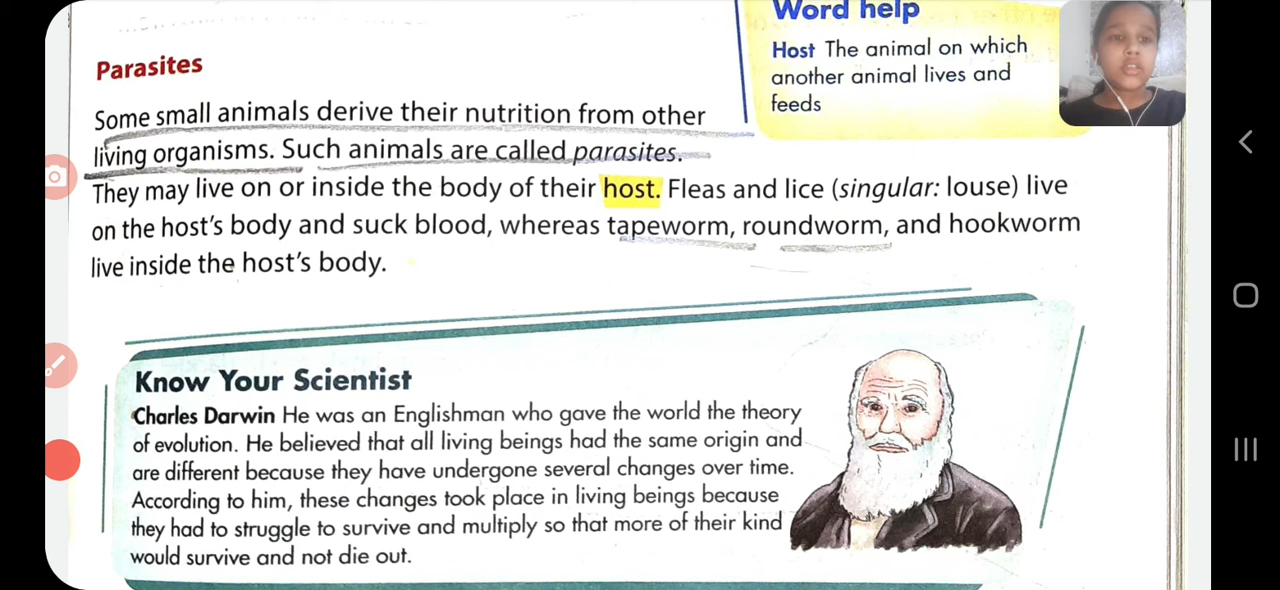 Word help
Host The animal on which
another animal lives and
feeds
Parasites
Some small animals derive their nutrition from other
living organisms. Such animals are called parasites.
They may live on or inside the body of their host. Fleas and lice (singular: louse) live
on the host's body and suck blood, whereas tapeworm, roundworm, and hookworm
live inside the host's body.
Know Your Scientist
Charles Darwin He was an Englishman who gave the world the theory
of evolution. He believed that all living beings had the same origin and
are different because they have undergone several changes over time.
According to him, these changes took place in living beings because
they had to struggle to survive and multiply so that more of their kind
would survive and not die out.